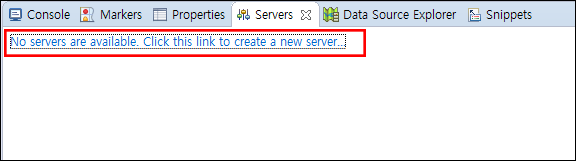 Console Markers Properties Servers Data Source Explorer Snippets
No servers are available. Click this link to create a new server...